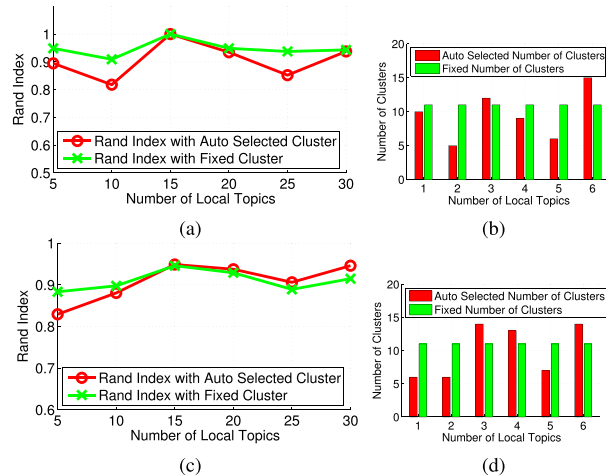 1
0.9
0.8
0.7
0.6
0.5
Rand Index
5 10 15 20 25 30
Number of Local Topics
Rand Index with Auto Selected Cluster
Rand Index with Fixed Cluster
(a)
20
15
10
5
0
Number of Clusters
Auto Selected Number of Clusters
Fixed Number of Clusters
1 2 3 4 5 6
Number of Local Topics
(b)
1
0.9
0.8
0.7
0.6
Rand Index
Rand Index with Auto Selected Cluster
Rand Index with Fixed Cluster
5 10 15 20 25 30
Number of Local Topics
(c)
20
15
10
5
0
Number of Clusters
Auto Selected Number of Clusters
Fixed Number of Clusters
1 2 3 4 5 6
Number of Local Topics
(d)